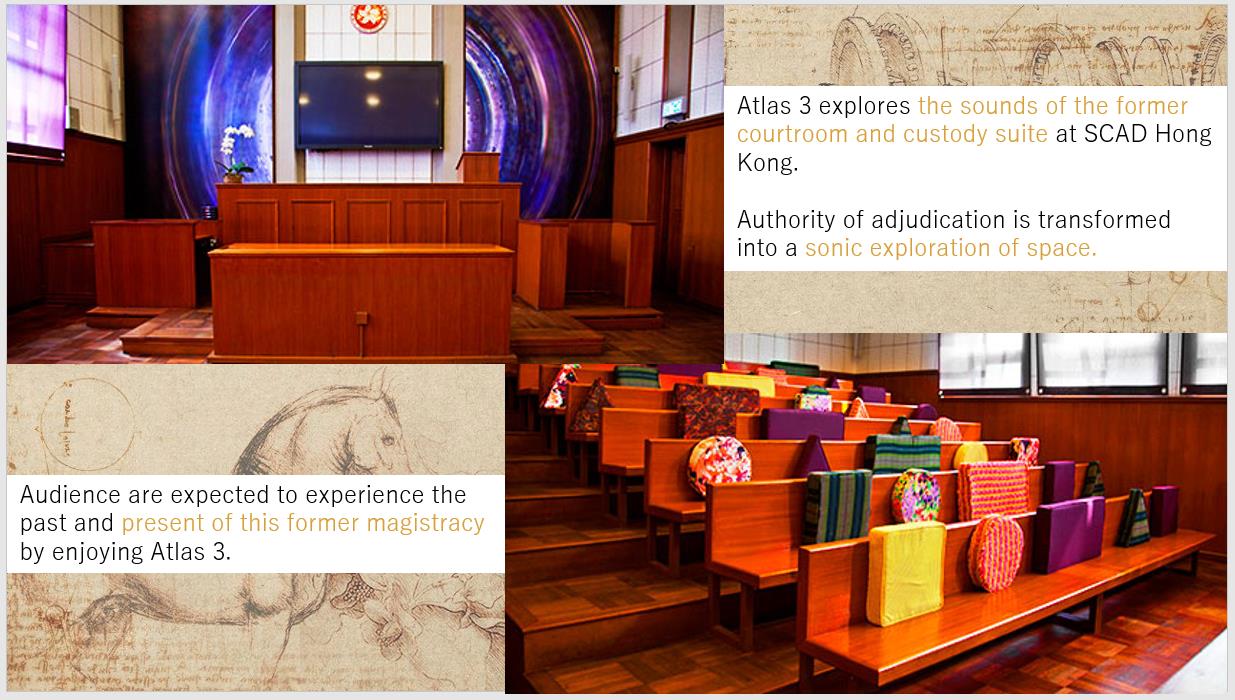 Atlas 3 explores the sounds of the former
courtroom and custody suite at SCAD Hong
Kong.
Authority of adjudication is transformed
into a sonic exploration of space.
Audience are expected to experience the
past and present of this former magistracy
by enjoying Atlas 3.